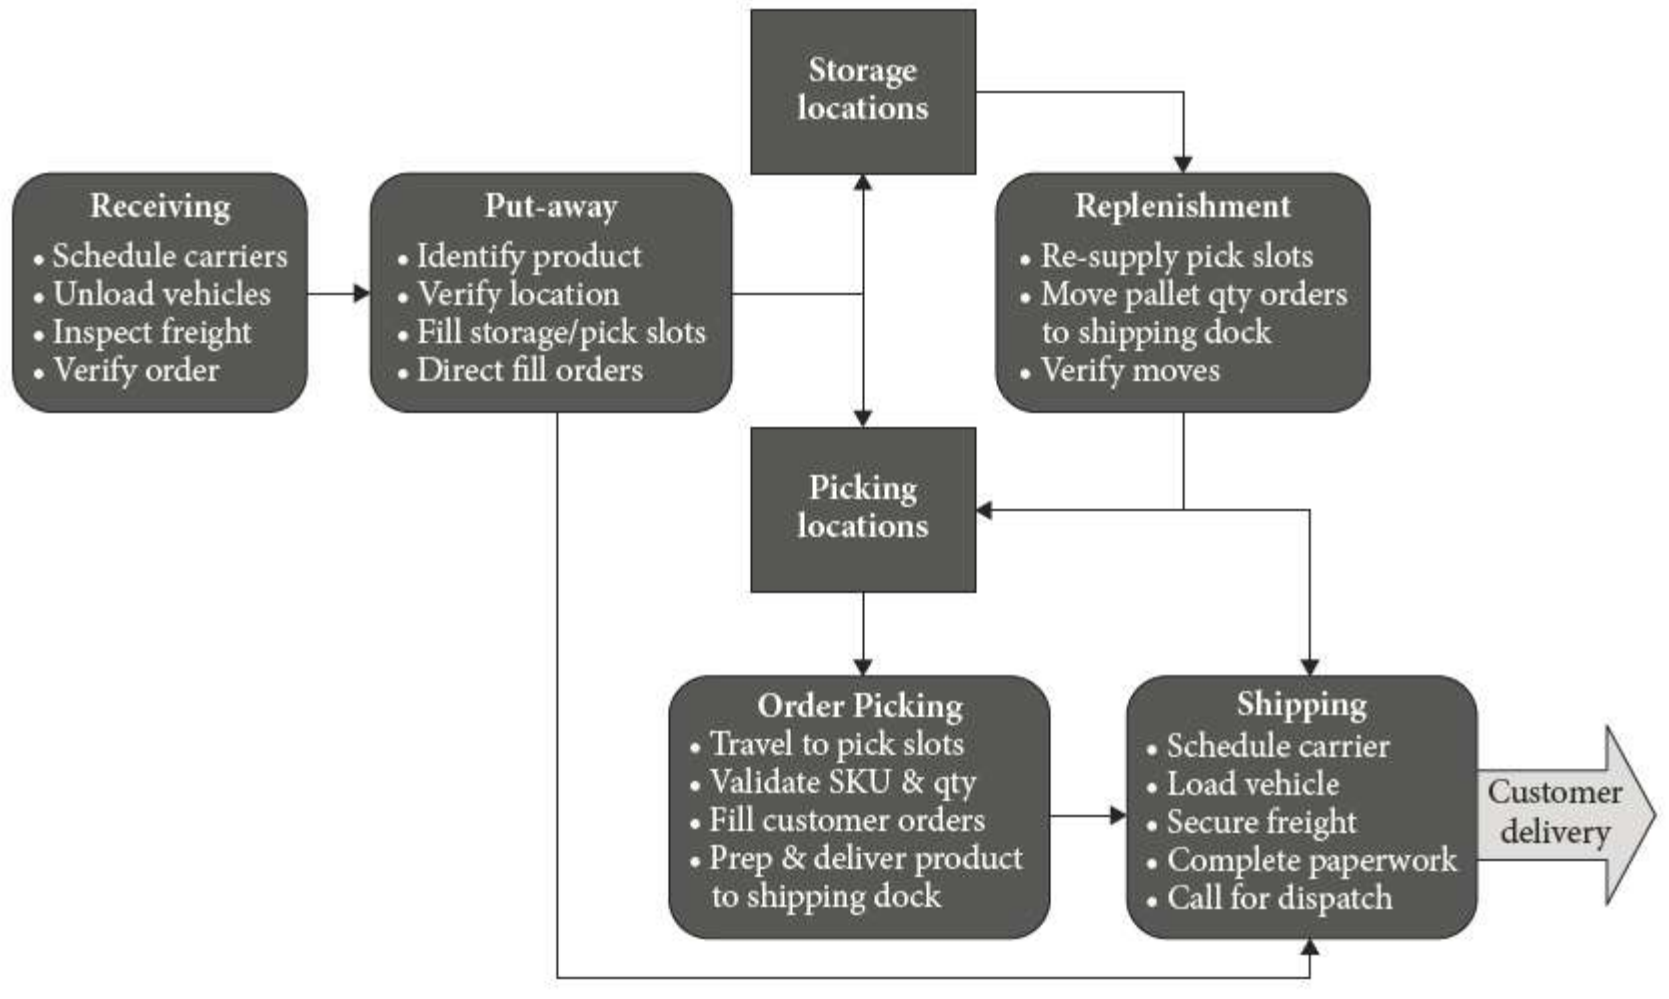 Storage
locations
Receiving
• Schedule carriers
• Unload vehicles
• Inspect freight
• Verify order
Put-away
• Identify product
• Verify location
• Fill storage/pick slots
• Direct fill orders
Replenishment
• Re-supply pick slots
• Move pallet qty orders
to shipping dock
• Verify moves
Picking
locations
Order Picking
• Travel to pick slots
• Validate SKU & qty
• Fill customer orders
• Prep & deliver product
to shipping dock
Shipping
• Schedule carrier
• Load vehicle
• Secure freight
• Complete paperwork
• Call for dispatch
Customer
delivery